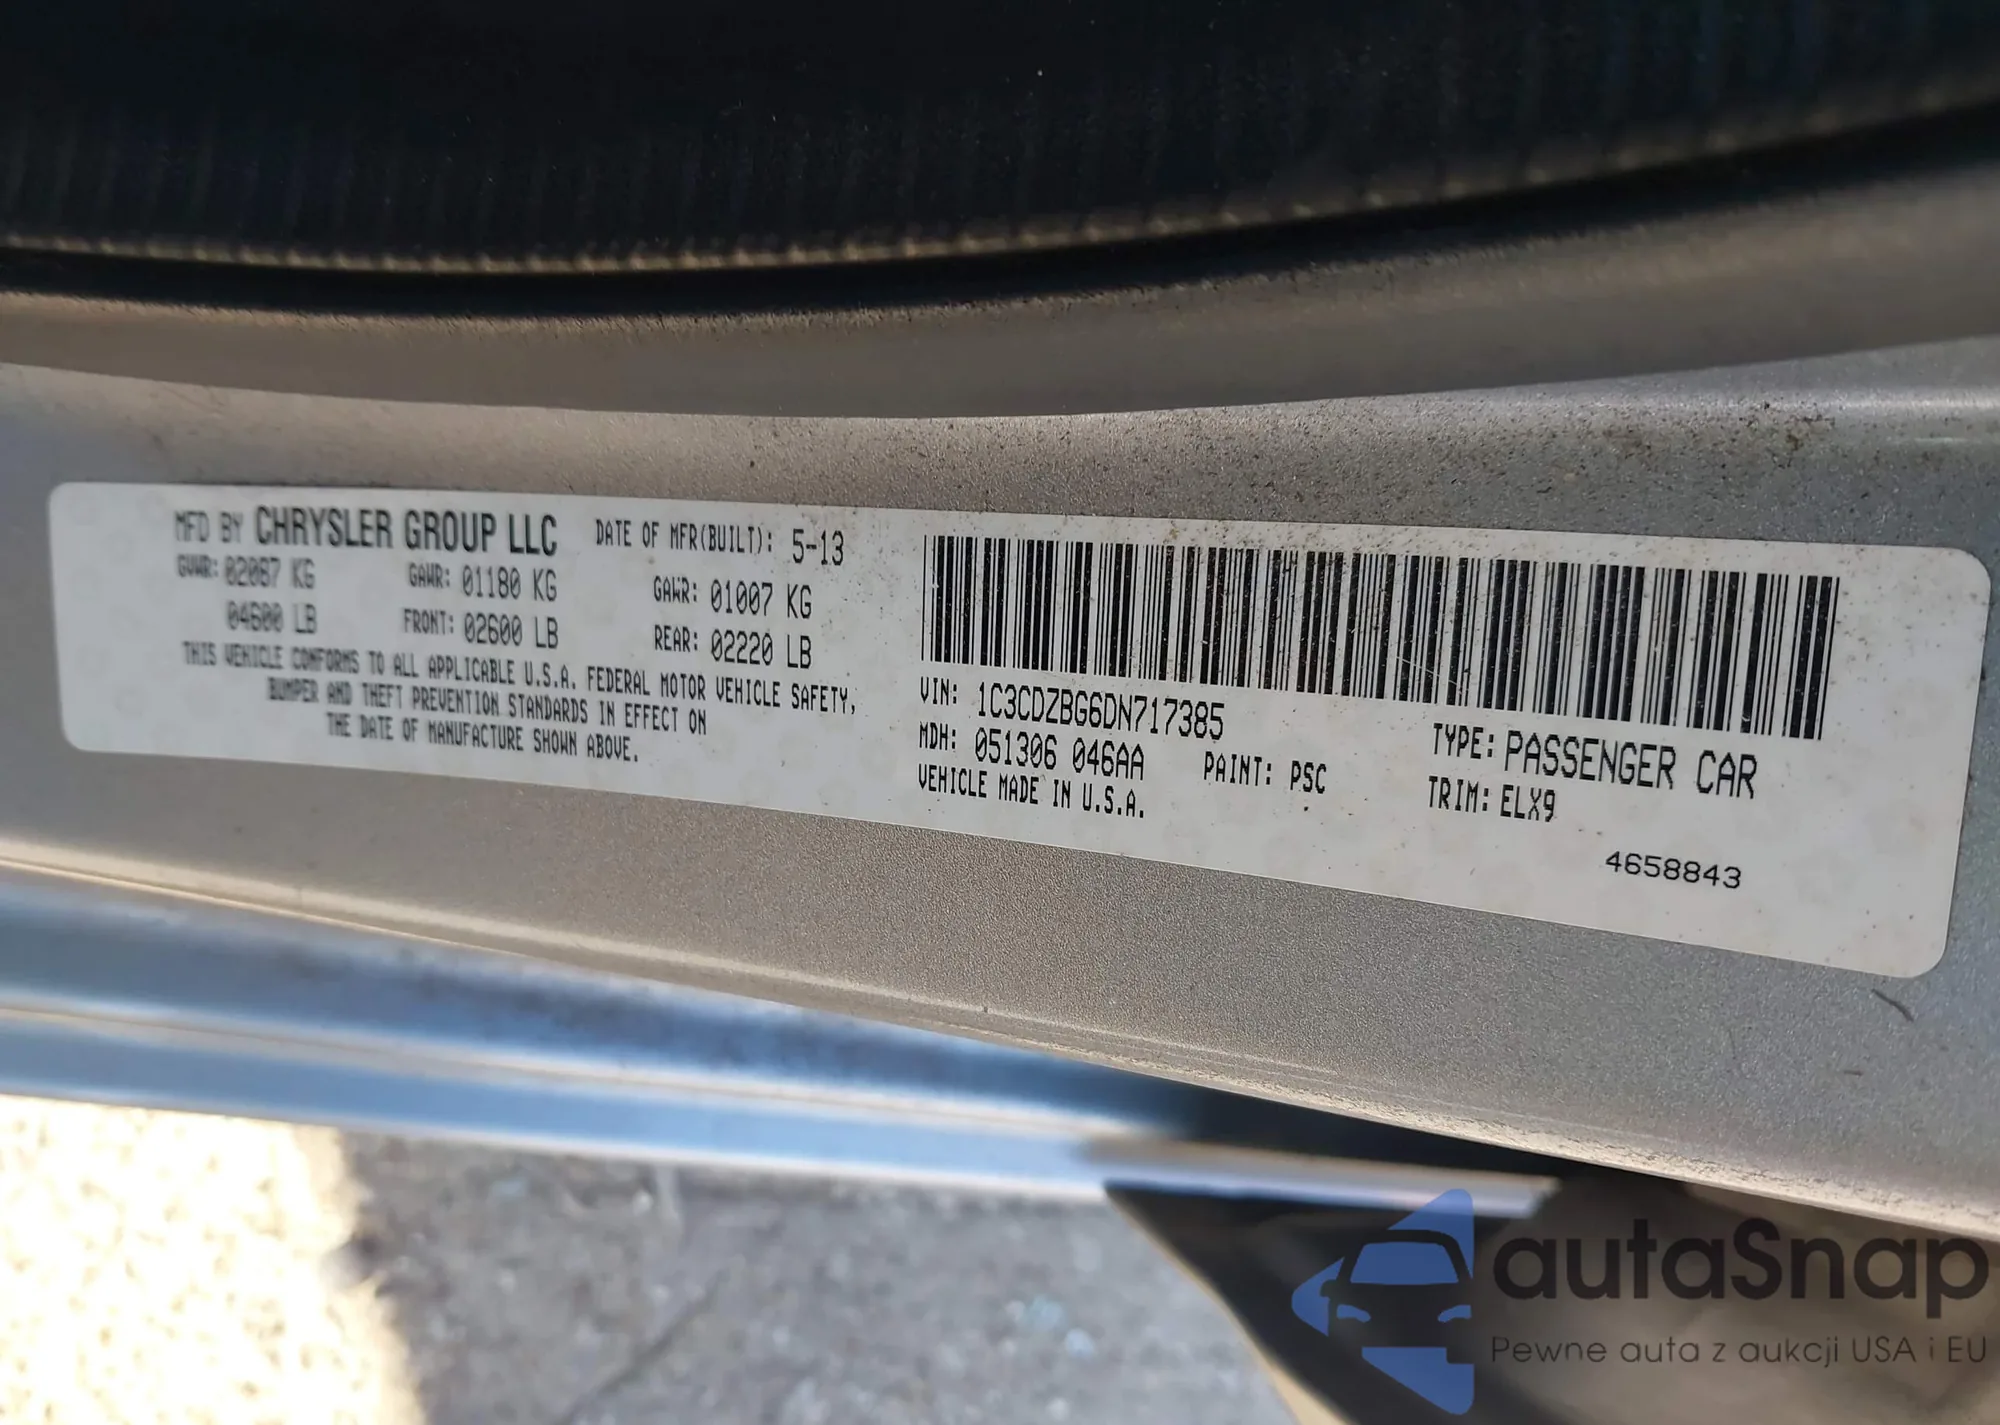 MFD BY CHRYSLER GROUP LLC DATE OF MFR(BUILT): 5-13
GVWR: 02087 KG GAWR: 01180 KG GAWR: 01007 KG
04600 LB FRONT: 02600 LB REAR: 02220 LB
THIS VEHICLE CONFORMS TO ALL APPLICABLE U.S.A. FEDERAL MOTOR VEHICLE SAFETY,
BUMPER AND THEFT PREVENTION STANDARDS IN EFFECT ON
THE DATE OF MANUFACTURE SHOWN ABOVE.
VIN: 1C3CDZBG6DN717385
TYPE: PASSENGER CAR
MDH: 051306 046AA PAINT: PSC
TRIM: ELX9
VEHICLE MADE IN U.S.A.
4658843
autaSnap
Pewne auta z aukcji USA i EU